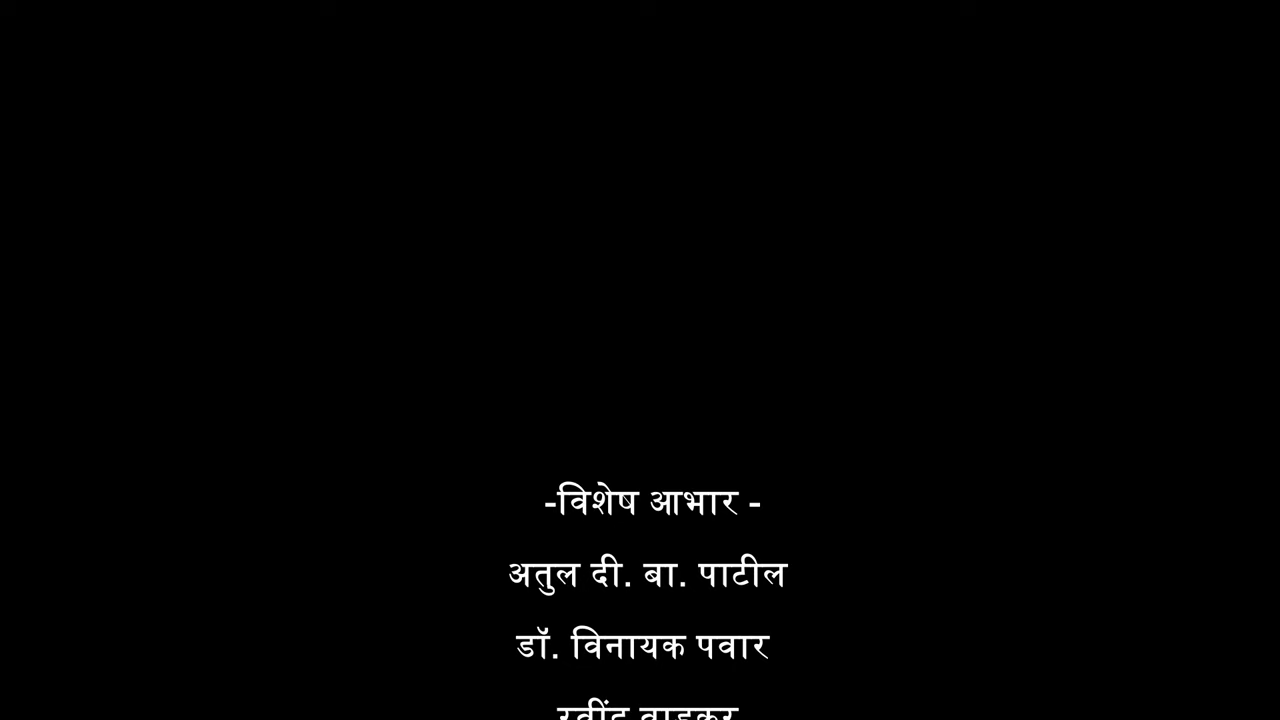 -विशेष आभार -
अतुल दी. बा. पाटील
डॉ. विनायक पवार